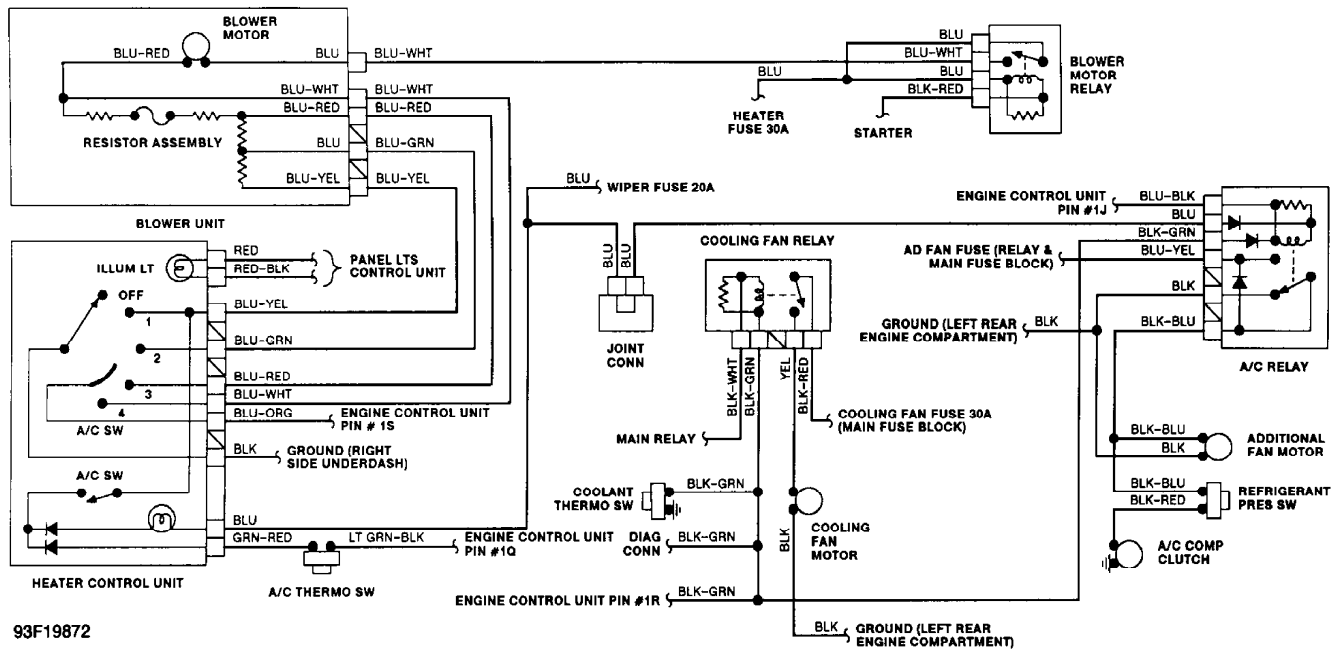 BLOWER
MOTOR
BLU-RED
BLU
BLU-WHT
BLU-WHT
BLU-WHT
BLU-RED
BLU-RED
RESISTOR ASSEMBLY
BLU
BLU-GRN
BLU-YEL
BLU-YEL
BLOWER UNIT
BLU
BLU-WHT
BLU
BLU
BLK-RED
HEATER
FUSE 30A
STARTER
BLOWER
MOTOR
RELAY
BLU
WIPER FUSE 20A
ILLUM LT
RED
RED-BLK
PANEL LTS
CONTROL UNIT
OFF
1
2
3
4
BLU-YEL
BLU-GRN
BLU-RED
BLU-WHT
BLU-ORG
ENGINE CONTROL UNIT
PIN # 1S
A/C SW
BLK
GROUND (RIGHT
SIDE UNDERDASH)
A/C SW
BLU
GRN-RED
LT GRN-BLK
ENGINE CONTROL UNIT
PIN #1Q
HEATER CONTROL UNIT
A/C THERMO SW
BLU
BLU
JOINT
CONN
COOLING FAN RELAY
BLK-WHT
BLK-GRN
YEL
BLK-RED
MAIN RELAY
COOLING FAN FUSE 30A
(MAIN FUSE BLOCK)
COOLANT
THERMO SW
BLK-GRN
DIAG
CONN
BLK-GRN
BLK
COOLING
FAN
MOTOR
ENGINE CONTROL UNIT PIN #1R
BLK-GRN
BLK
GROUND (LEFT REAR
ENGINE COMPARTMENT)
ENGINE CONTROL UNIT
PIN #1J
BLU-BLK
BLU
BLK-GRN
BLU-YEL
AD FAN FUSE (RELAY &
MAIN FUSE BLOCK)
BLK
GROUND (LEFT REAR
ENGINE COMPARTMENT)
BLK
BLK-BLU
A/C RELAY
BLK-BLU
BLK
ADDITIONAL
FAN MOTOR
BLK-BLU
BLK-RED
REFRIGERANT
PRES SW
A/C COMP
CLUTCH
93F19872